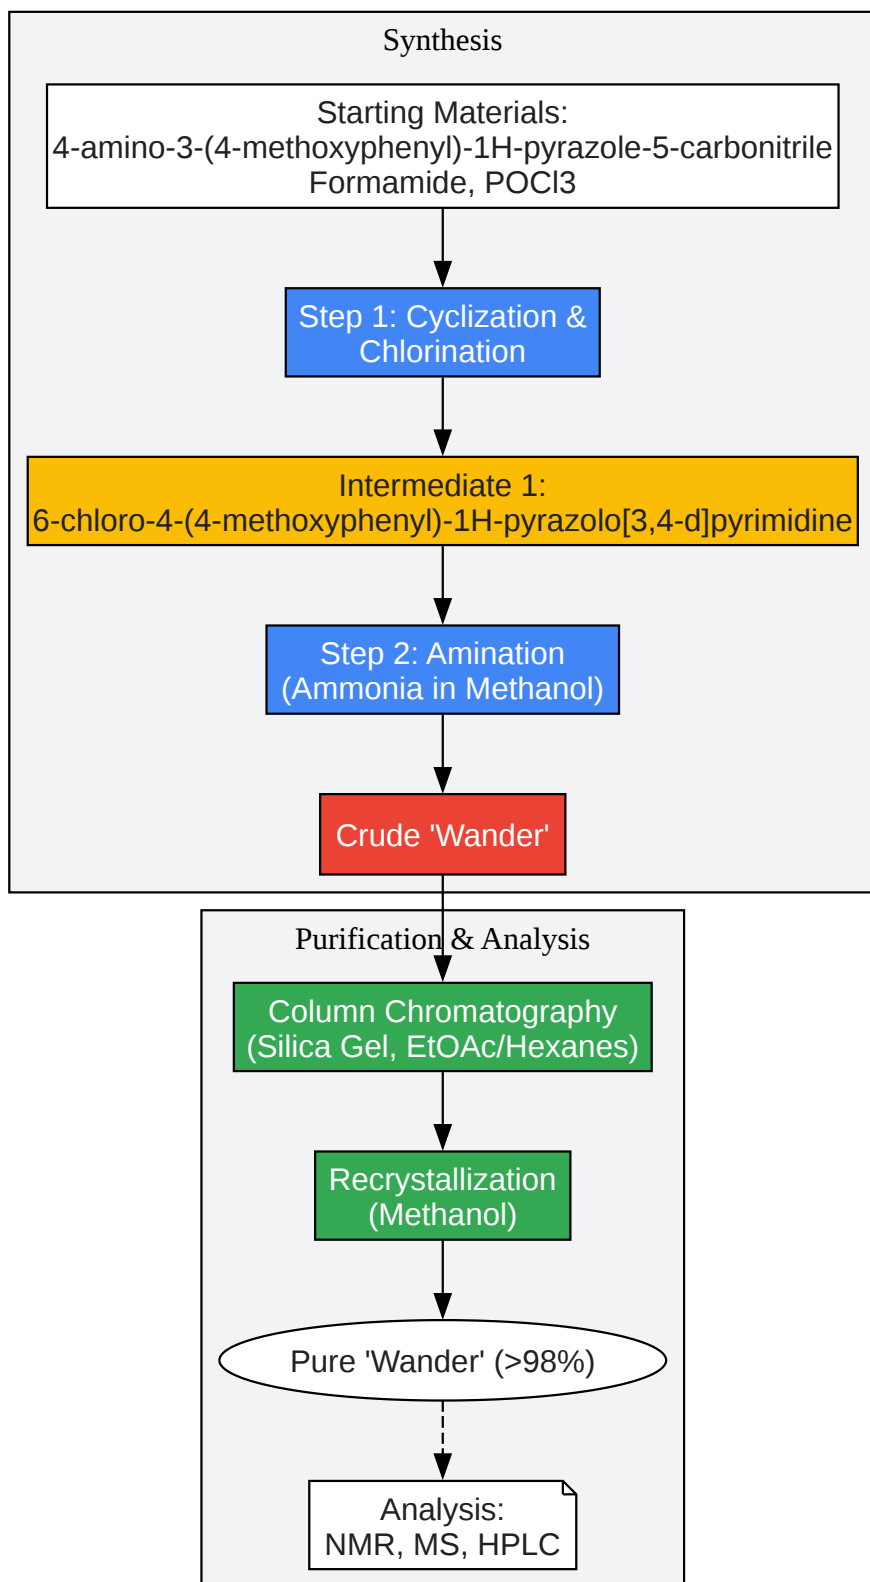 Synthesis
Starting Materials:
4-amino-3-(4-methoxyphenyl)-1H-pyrazole-5-carbonitrile
Formamide, POCl3
Step 1: Cyclization &
Chlorination
Intermediate 1:
6-chloro-4-(4-methoxyphenyl)-1H-pyrazolo[3,4-d]pyrimidine
Step 2: Amination
(Ammonia in Methanol)
Crude 'Wander'
Purification & Analysis
Column Chromatography
(Silica Gel, EtOAc/Hexanes)
Recrystallization
(Methanol)
Pure 'Wander' (>98%)
Analysis:
NMR, MS, HPLC